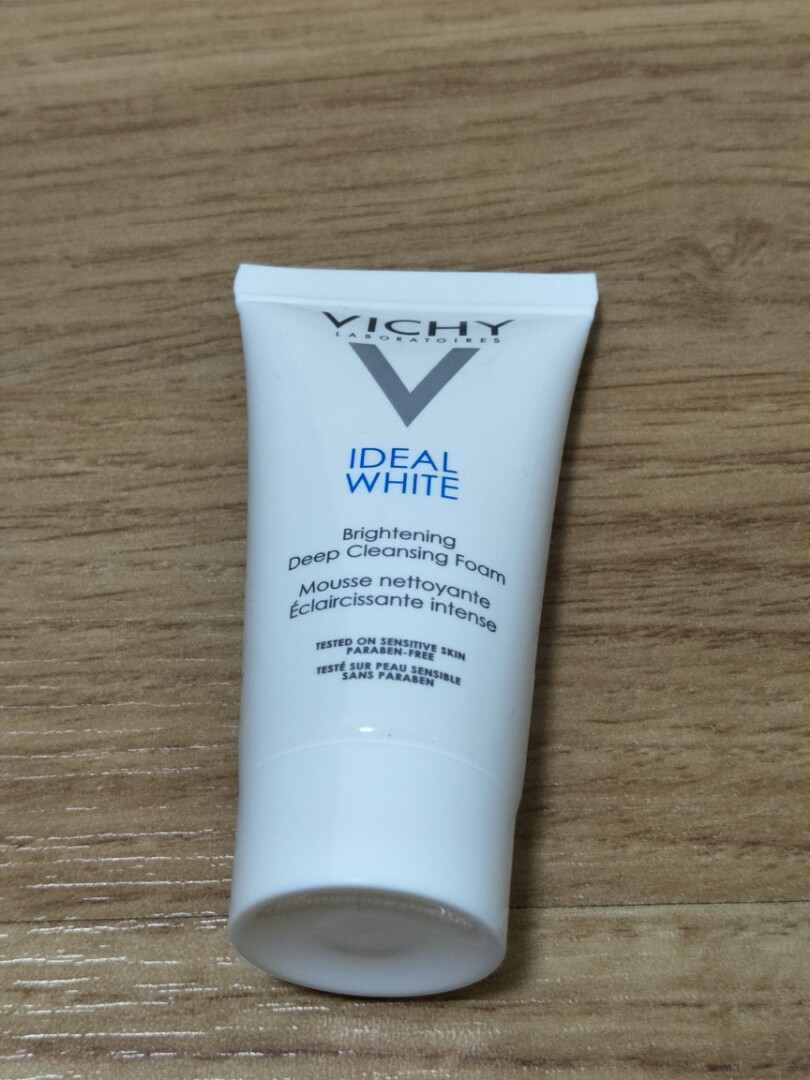 VICHY
LABORATOIRES
IDEAL
WHITE
Brightening
Deep Cleansing Foam
Mousse nettoyante
Éclaircissante intense
TESTED ON SENSITIVE SKIN
PARABEN-FREE
TESTÉ SUR PEAU SENSIBLE
SANS PARABEN